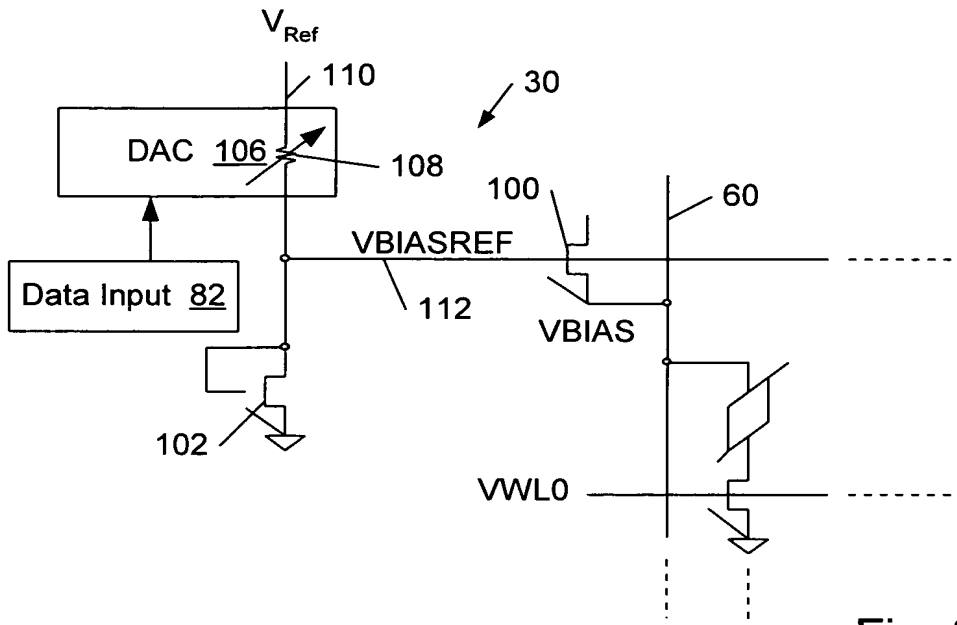 V_Ref
110
30
DAC 106
108
100
60
VBIASREF
Data Input 82
112
VBIAS
102
VWL0